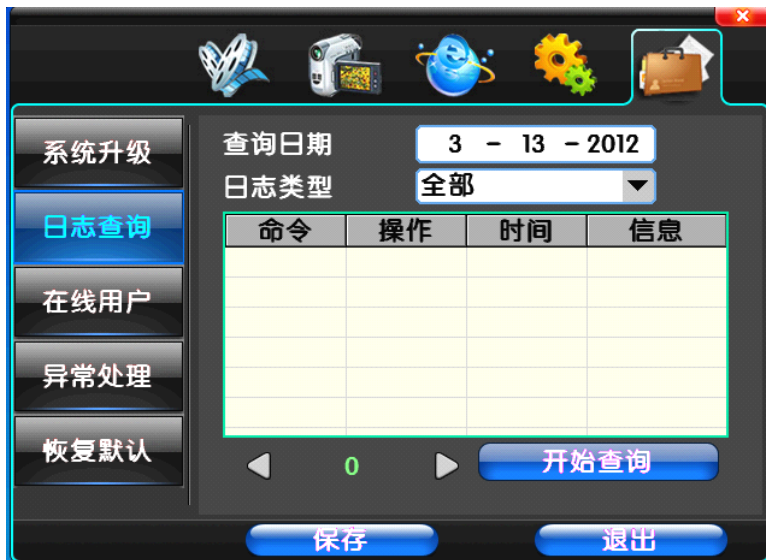 系统升级
日志查询
在线用户
异常处理
恢复默认
查询日期 3 - 13 - 2012
日志类型 全部
命令 操作 时间 信息
0 开始查询
保存 退出